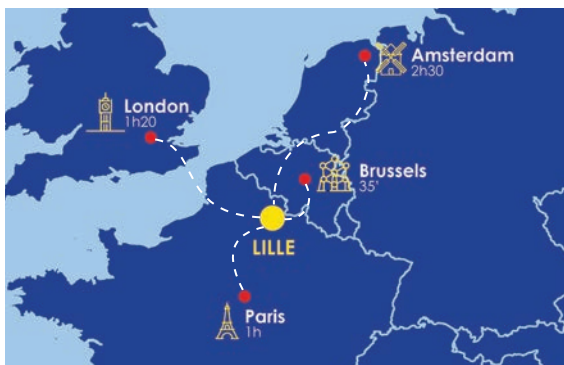 Amsterdam
2h30
London
1h20
Brussels
35'
LILLE
Paris
1h